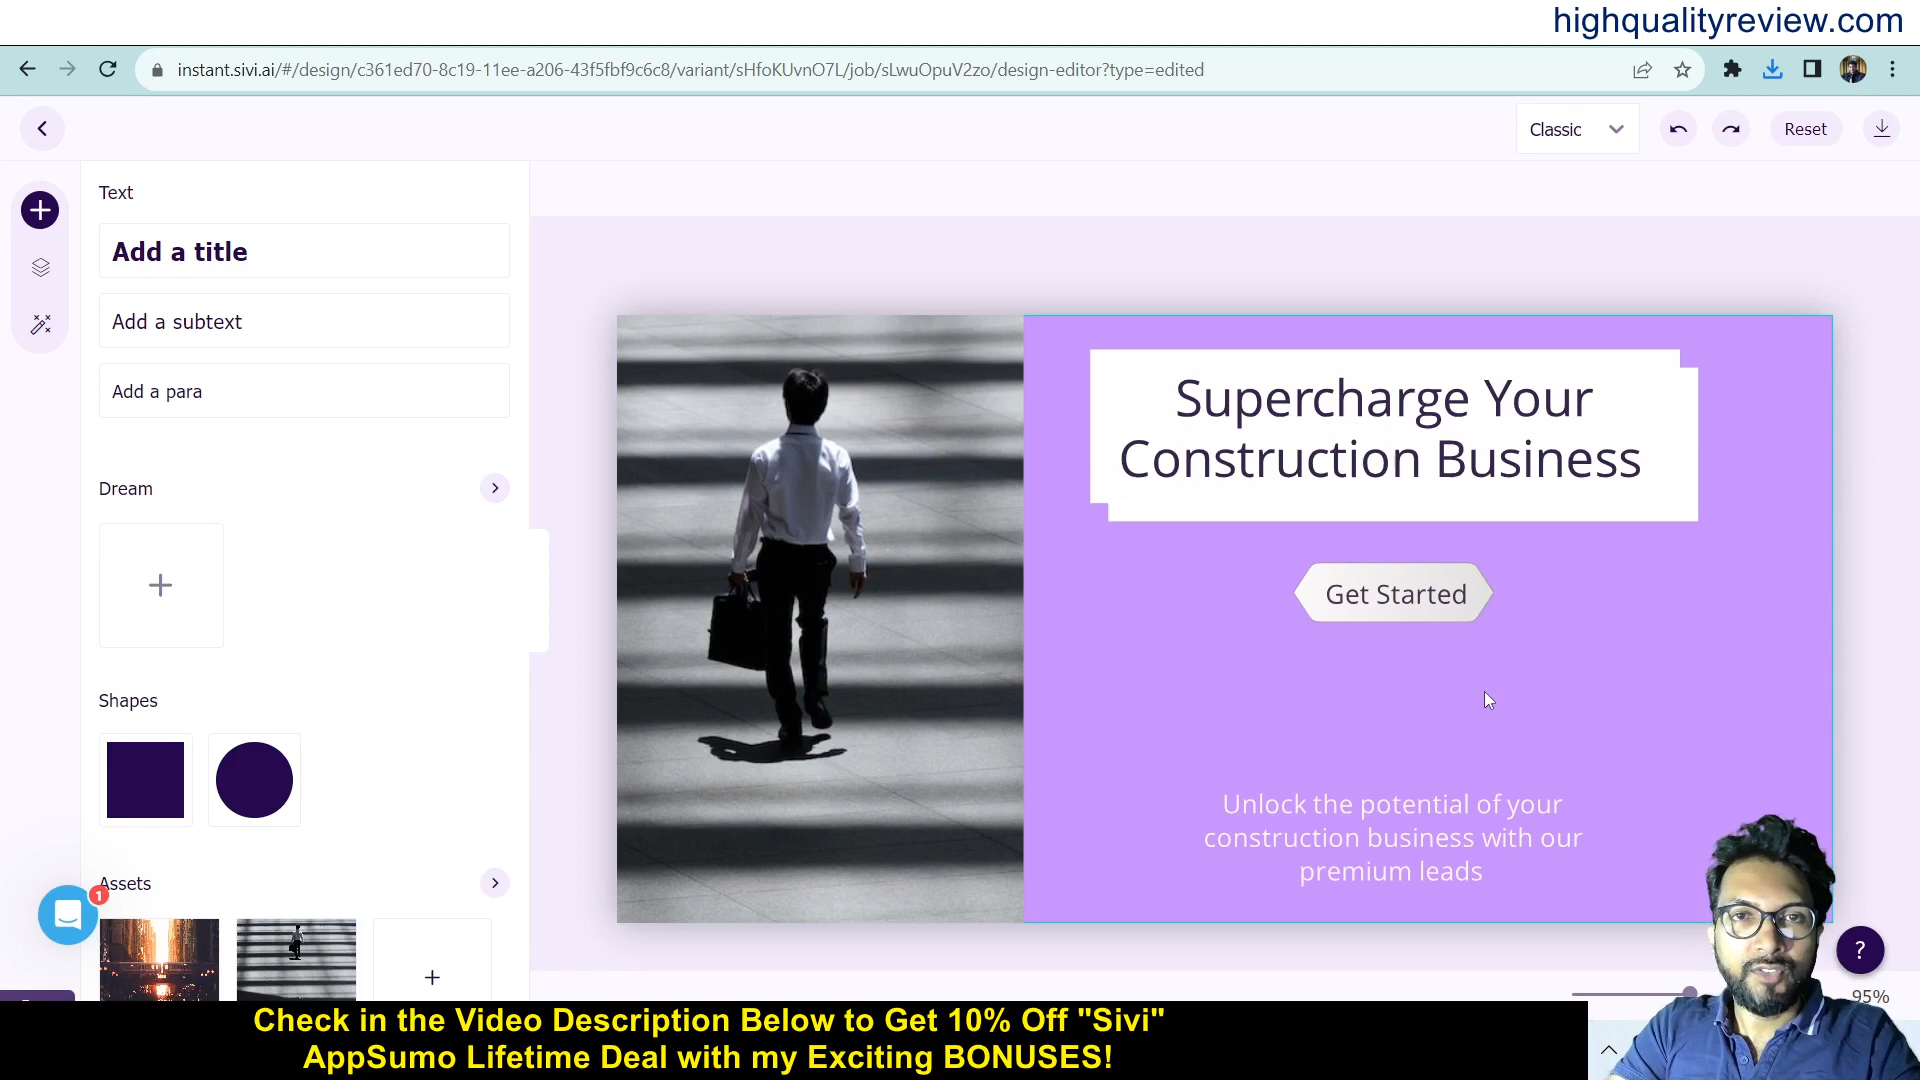 highqualityreview.com
instant.sivi.ai/#/design/c361ed70-8c19-11ee-a206-43f5fbf9c6c8/variant/sHfoKUvnO7L/job/sLwuOpuV2zo/design-editor?type=edited
Classic
Reset
Text
Add a title
Add a subtext
Add a para
Dream
Shapes
Assets
1
Supercharge Your
Construction Business
Get Started
Unlock the potential of your
construction business with our
premium leads
?
95%
Check in the Video Description Below to Get 10% Off "Sivi"
AppSumo Lifetime Deal with my Exciting BONUSES!